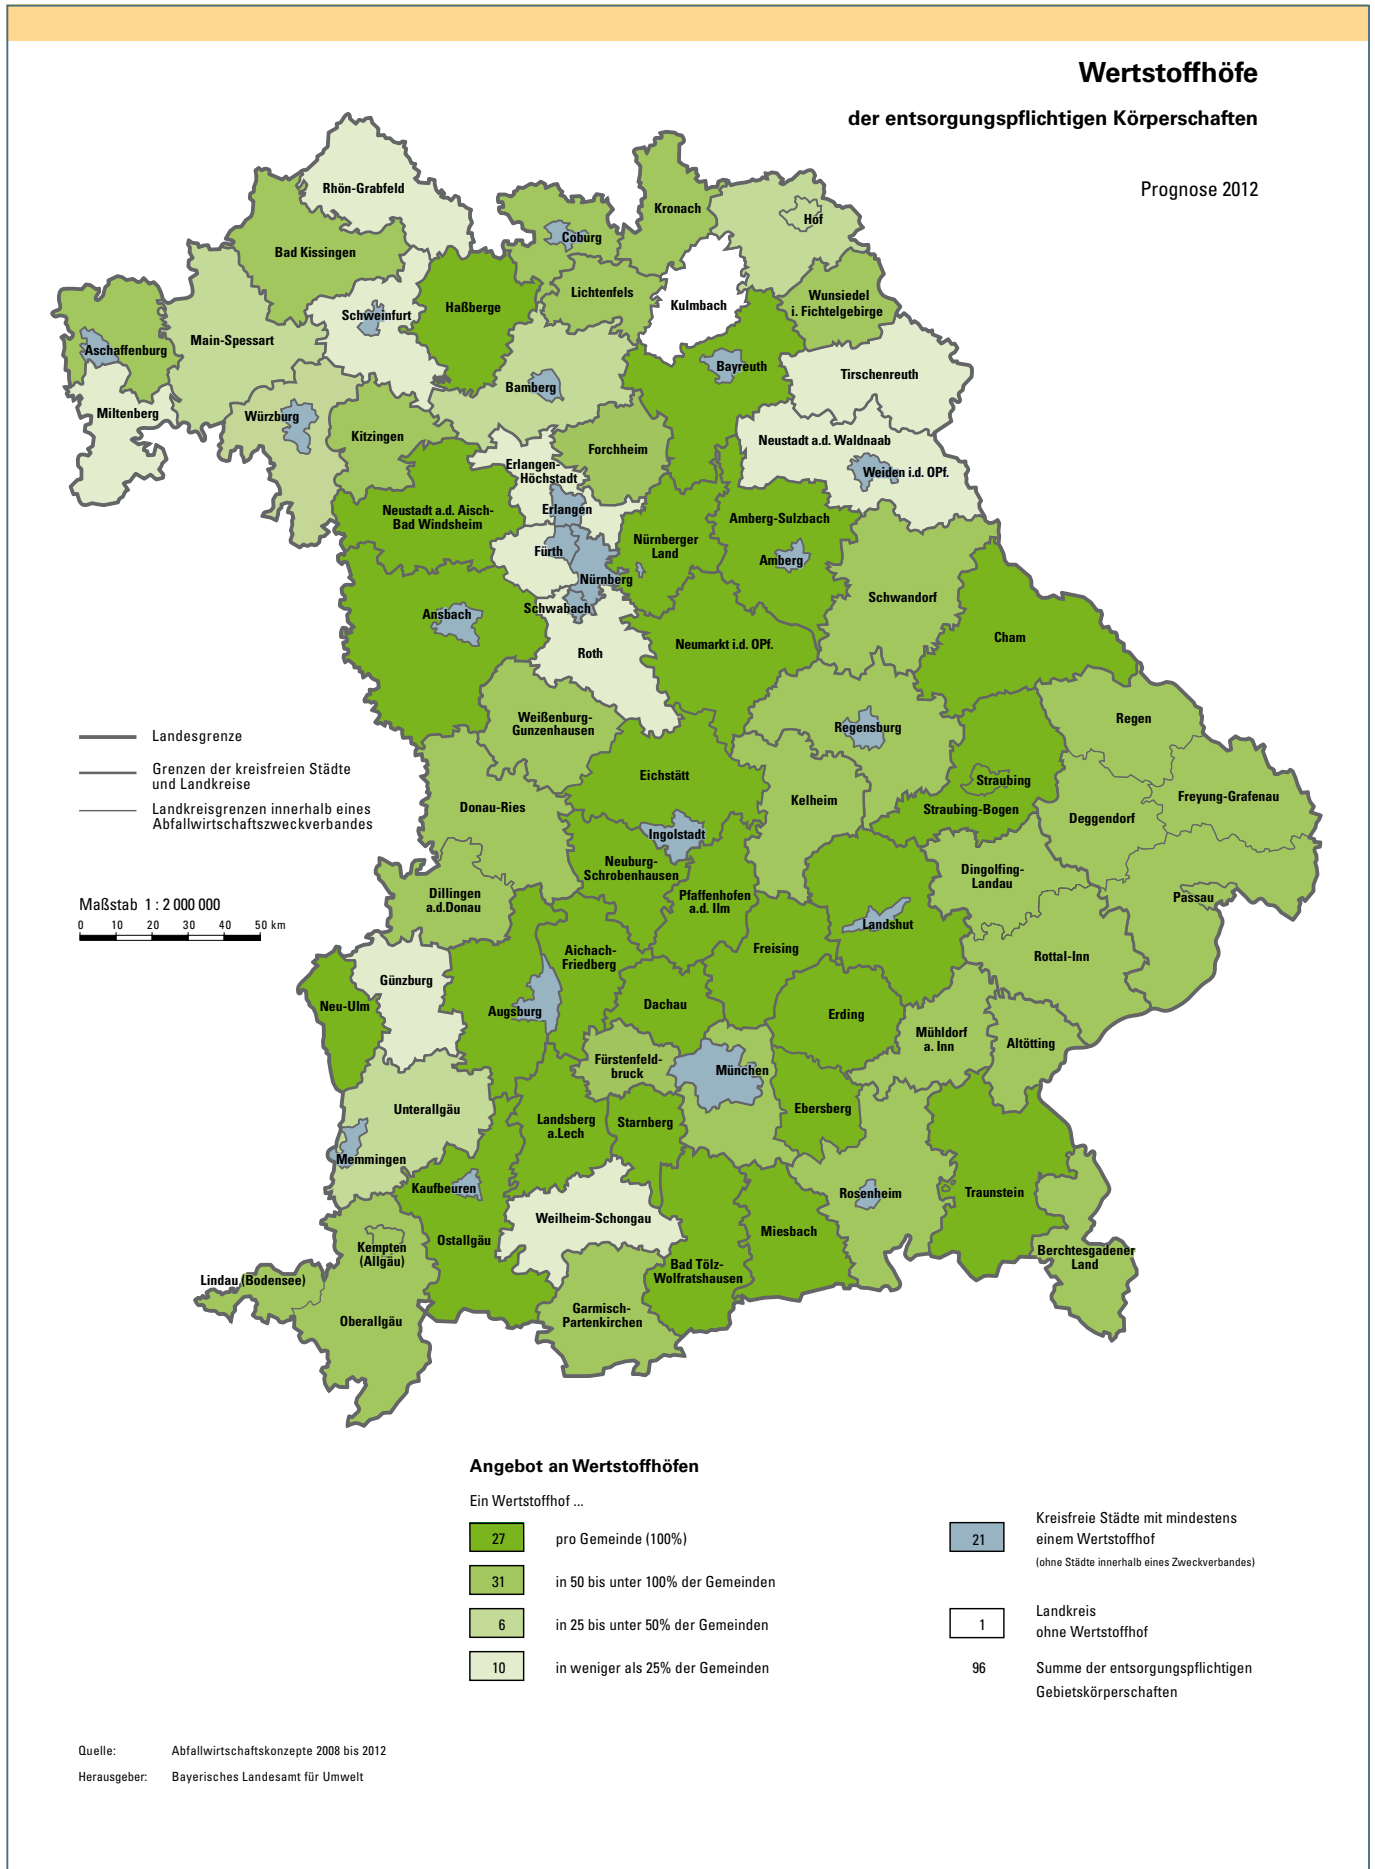 Wertstoffhöfe
der entsorgungspflichtigen Körperschaften
Prognose 2012
Rhön-Grabfeld
Kronach
Hof
Coburg
Bad Kissingen
Lichtenfels
Wunsiedel
i. Fichtelgebirge
Haßberge
Kulmbach
Schweinfurt
Main-Spessart
Aschaffenburg
Bayreuth
Tirschenreuth
Bamberg
Miltenberg
Würzburg
Kitzingen
Forchheim
Neustadt a.d. Waldnaab
Weiden i.d. OPf.
Erlangen-
Höchstadt
Erlangen
Neustadt a.d. Aisch-
Bad Windsheim
Amberg-Sulzbach
Nürnberger
Land
Fürth
Amberg
Nürnberg
Schwandorf
Schwabach
Ansbach
Cham
Neumarkt i.d. OPf.
Roth
Regen
Weißenburg-
Gunzenhausen
Regensburg
Landesgrenze
Grenzen der kreisfreien Städte
und Landkreise
Landkreisgrenzen innerhalb eines
Abfallwirtschaftszweckverbandes
Eichstätt
Straubing
Freyung-Grafenau
Kelheim
Donau-Ries
Straubing-Bogen
Deggendorf
Ingolstadt
Neuburg-
Schrobenhausen
Dingolfing-
Landau
Dillingen
a.d.Donau
Pfaffenhofen
a.d. Ilm
Passau
Maßstab 1 : 2 000 000
0 10 20 30 40 50 km
Landshut
Freising
Aichach-
Friedberg
Rottal-Inn
Günzburg
Neu-Ulm
Dachau
Augsburg
Erding
Mühldorf
a. Inn
Altötting
Fürstenfeld-
bruck
München
Unterallgäu
Ebersberg
Landsberg
a.Lech
Starnberg
Memmingen
Kaufbeuren
Rosenheim
Traunstein
Weilheim-Schongau
Miesbach
Ostallgäu
Kempten
(Allgäu)
Berchtesgadener
Land
Bad Tölz-
Wolfratshausen
Lindau (Bodensee)
Garmisch-
Partenkirchen
Oberallgäu
Angebot an Wertstoffhöfen
Ein Wertstoffhof ...
27 pro Gemeinde (100%)
31 in 50 bis unter 100% der Gemeinden
6 in 25 bis unter 50% der Gemeinden
10 in weniger als 25% der Gemeinden
Kreisfreie Städte mit mindestens
21 einem Wertstoffhof
(ohne Städte innerhalb eines Zweckverbandes)
Landkreis
1 ohne Wertstoffhof
96 Summe der entsorgungspflichtigen
Gebietskörperschaften
Quelle: Abfallwirtschaftskonzepte 2008 bis 2012
Herausgeber: Bayerisches Landesamt für Umwelt